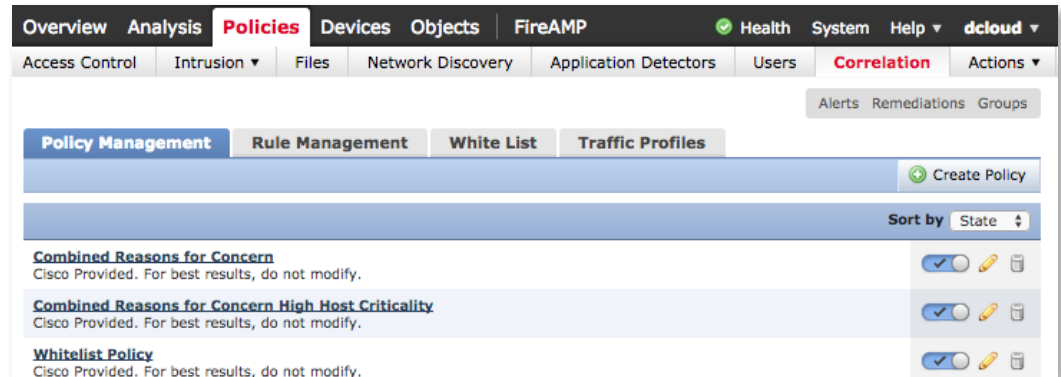 Overview Analysis Policies Devices Objects FireAMP Health System Help dcloud
Access Control Intrusion Files Network Discovery Application Detectors Users Correlation Actions
Alerts Remediations Groups
Policy Management Rule Management White List Traffic Profiles
Create Policy
Sort by State
Combined Reasons for Concern
Cisco Provided. For best results, do not modify.
Combined Reasons for Concern High Host Criticality
Cisco Provided. For best results, do not modify.
Whitelist Policy
Cisco Provided. For best results, do not modify.